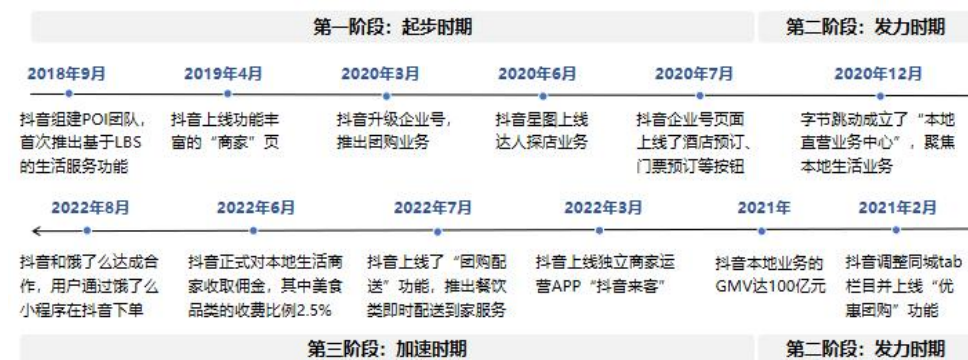 第一阶段：起步时期
第二阶段：发力时期
2018年9月
2019年4月
2020年3月
2020年6月
2020年7月
2020年12月
抖音组建POI团队，
首次推出基于LBS
的生活服务功能
抖音上线功能丰
富的“商家”页
抖音升级企业号，
推出团购业务
抖音星图上线
达人探店业务
抖音企业号页面
上线了酒店预订、
门票预订等按钮
字节跳动成立了“本地
直营业务中心”，聚焦
本地生活业务
2022年8月
2022年6月
2022年7月
2022年3月
2021年
2021年2月
抖音和饿了么达成合
作，用户通过饿了么
小程序在抖音下单
抖音正式对本地生活商
家收取佣金，其中美食
品类的收费比例2.5%
抖音上线了“团购配
送”功能，推出餐饮
类即时配送到家服务
抖音上线独立商家运
营APP“抖音来客”
抖音本地业务的
GMV达100亿元
抖音调整同城tab
栏目并上线“优
惠团购”功能
第三阶段：加速时期
第二阶段：发力时期